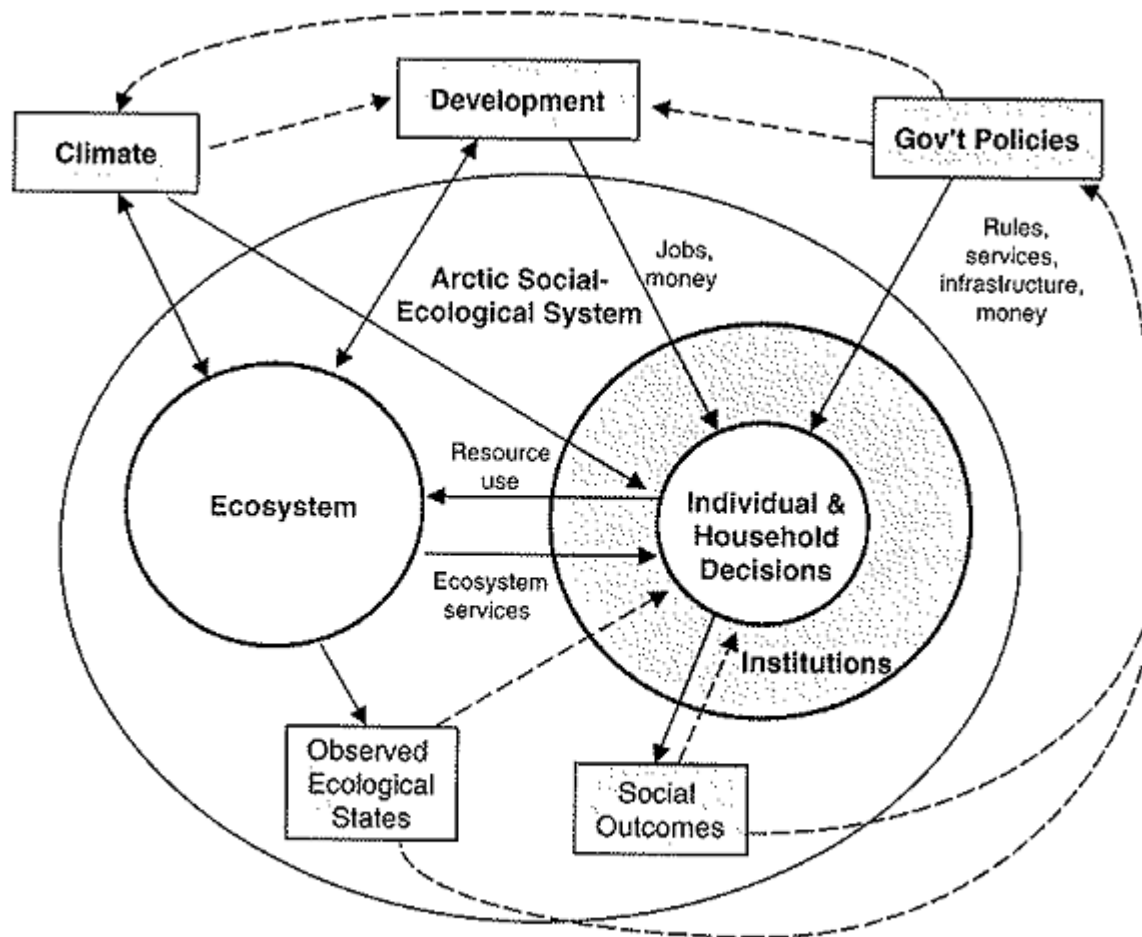 Development
Climate
Gov't Policies
Jobs,
money
Rules,
services,
infrastructure,
money
Arctic Social-
Ecological System
Resource
use
Ecosystem
Individual &
Household
Decisions
Ecosystem
services
Institutions
Observed
Ecological
States
Social
Outcomes